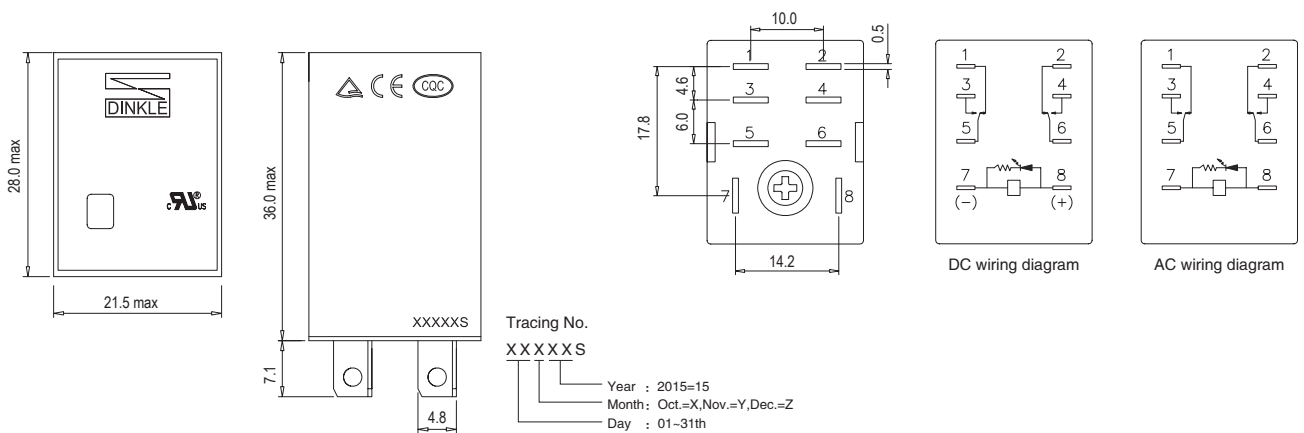 DINKLE
c RU® US
28.0 max
21.5 max
CE
CQC
36.0 max
XXXXXS
7.1
4.8
Tracing No.
XXXXXS
Year : 2015=15
Month : Oct.=X,Nov.=Y,Dec.=Z
Day : 01~31th
10.0
0.5
17.8
4.6
6.0
1 2
3 4
5 6
7 8
14.2
1 2
3 4
5 6
7 8
(-) (+)
DC wiring diagram
1 2
3 4
5 6
7 8
AC wiring diagram